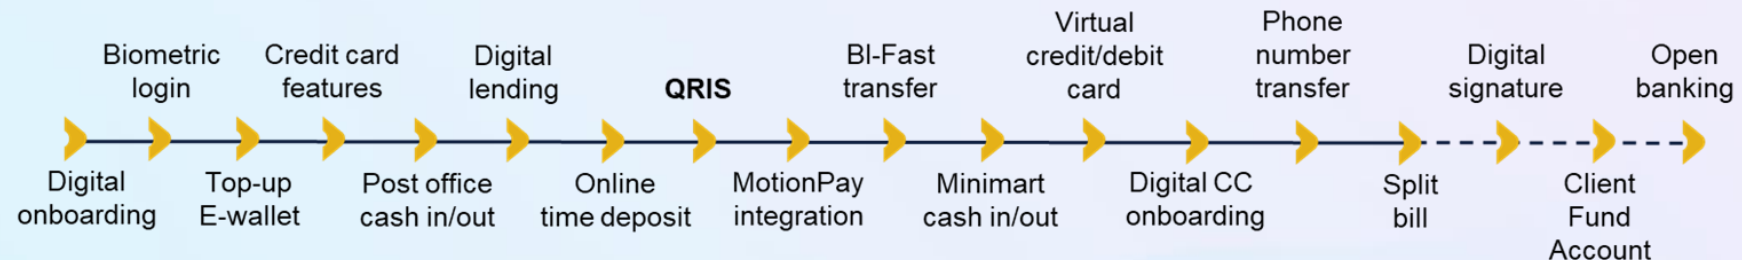 Digital
onboarding
Biometric
login
Top-up
E-wallet
Credit card
features
Post office
cash in/out
Digital
lending
Online
time deposit
QRIS
MotionPay
integration
BI-Fast
transfer
Minimart
cash in/out
Virtual
credit/debit
card
Digital CC
onboarding
Phone
number
transfer
Split
bill
Digital
signature
Client
Fund
Account
Open
banking